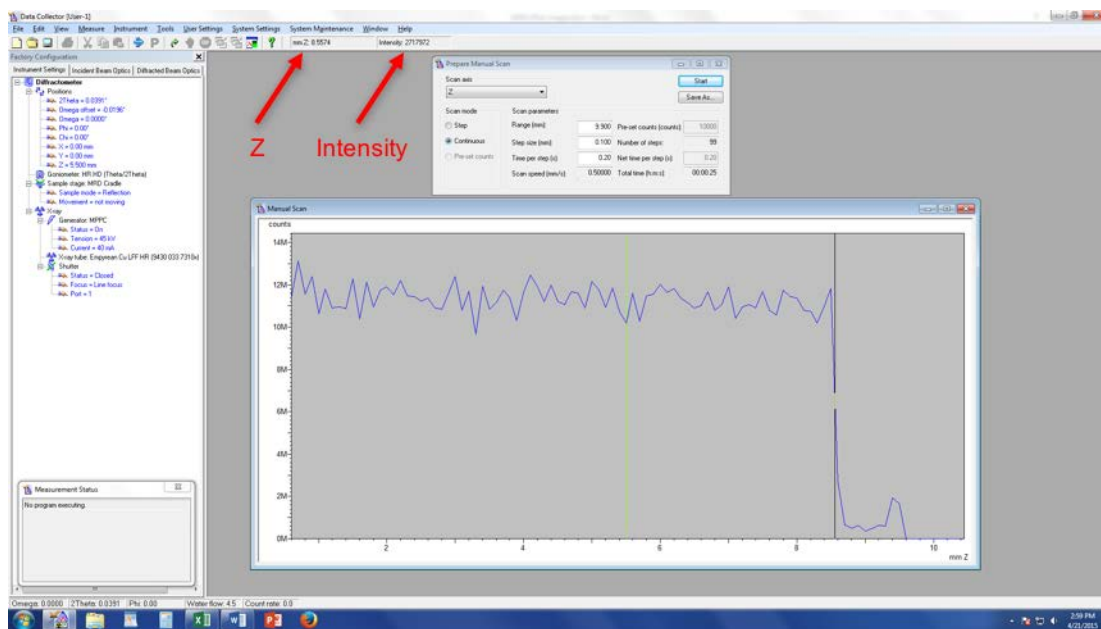 Data Collector [User-1]
File Edit View Measure Instrument Tools User Settings System Settings System Maintenance Window Help
mm Z: 8.5574 Intensity: 2717972
Factory Configuration
Instrument Settings Incident Beam Optics Diffracted Beam Optics
Diffractometer
Positions
2Theta = 0.0391°
Omega offset = -0.0196°
Omega = 0.0000°
Phi = 0.00°
Chi = 0.00°
X = 0.00 mm
Y = 0.00 mm
Z = 5.500 mm
Goniometer: HR HD (Theta/2Theta)
Sample stage: MRD Cradle
Sample mode = Reflection
Movement = not moving
X-ray
Generator: MPPC
Status = On
Tension = 45 kV
Current = 40 mA
X-ray tube: Empyrean Cu LFF HR (9430 033 7310x)
Shutter
Status = Closed
Focus = Line focus
Port = 1
Z
Intensity
Prepare Manual Scan
Scan axis
Z
Start
Save As...
Scan mode Scan parameters
Step Range (mm): 9.900 Pre-set counts (counts): 10000
Continuous Step size (mm): 0.100 Number of steps: 99
Pre-set counts Time per step (s): 0.20 Net time per step (s): 0.20
Scan speed (mm/s): 0.50000 Total time (h:m:s): 00:00:25
Manual Scan
counts
14M
12M
10M
8M
6M
4M
2M
0M
2 4 6 8 10
mm Z
Measurement Status
No program executing.
Omega: 0.0000 2Theta: 0.0391 Phi: 0.00 Water flow: 4.5 Count rate: 0.0
2:59 PM
4/21/2015